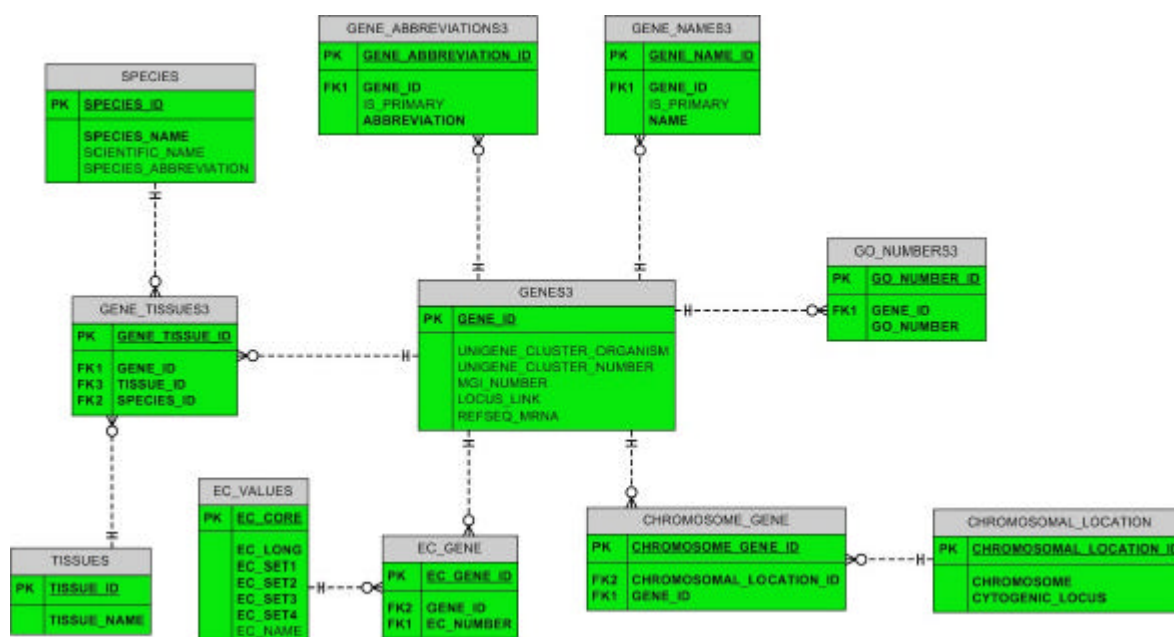 GENE_ABBREVIATIONS3
PK GENE_ABBREVIATION_ID
FK1 GENE_ID
IS_PRIMARY
ABBREVIATION
GENE_NAMES3
PK GENE_NAME_ID
FK1 GENE_ID
IS_PRIMARY
NAME
SPECIES
PK SPECIES_ID
SPECIES_NAME
SCIENTIFIC_NAME
SPECIES_ABBREVIATION
GO_NUMBERS3
PK GO_NUMBER_ID
FK1 GENE_ID
GO_NUMBER
GENE_TISSUES3
PK GENE_TISSUE_ID
FK1 GENE_ID
FK3 TISSUE_ID
FK2 SPECIES_ID
GENES3
PK GENE_ID
UNIGENE_CLUSTER_ORGANISM
UNIGENE_CLUSTER_NUMBER
MGI_NUMBER
LOCUS_LINK
REFSEQ_MRNA
EC_VALUES
PK EC_CORE
EC_LONG
EC_SET1
EC_SET2
EC_SET3
EC_SET4
EC_NAME
EC_GENE
PK EC_GENE_ID
FK2 GENE_ID
FK1 EC_NUMBER
CHROMOSOME_GENE
PK CHROMOSOME_GENE_ID
FK2 CHROMOSOMAL_LOCATION_ID
FK1 GENE_ID
CHROMOSOMAL_LOCATION
PK CHROMOSOMAL_LOCATION_ID
CHROMOSOME
CYTOGENIC_LOCUS
TISSUES
PK TISSUE_ID
TISSUE_NAME